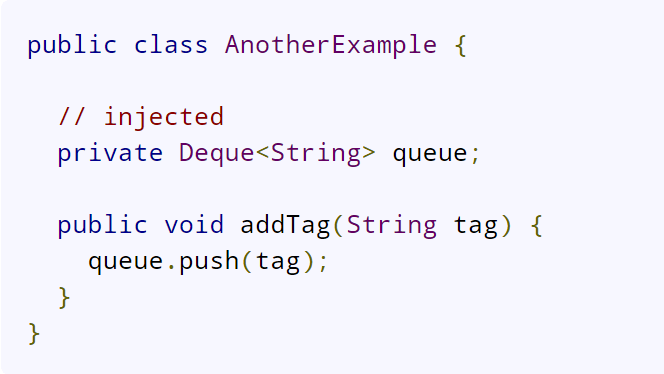 public class AnotherExample {
// injected
private Deque<String> queue;
public void addTag(String tag) {
queue.push(tag);
}
}